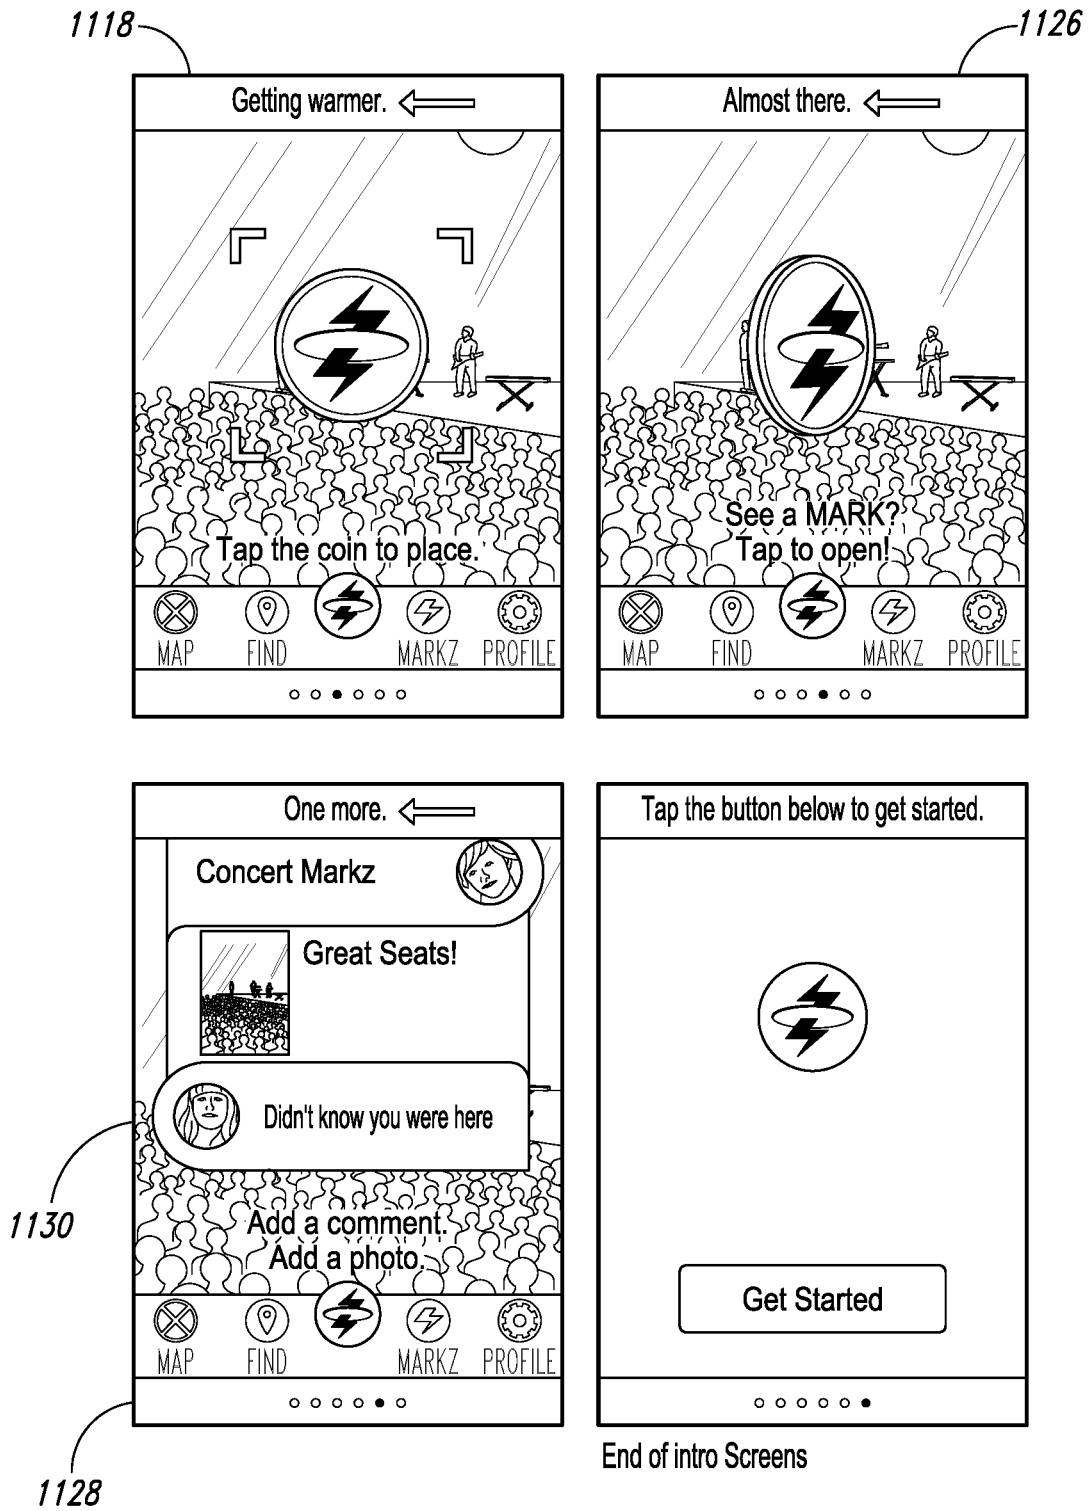 1118
1126
Getting warmer.
Almost there.
Tap the coin to place.
See a MARK?
Tap to open!
MAP FIND MARKZ PROFILE
MAP FIND MARKZ PROFILE
One more.
Tap the button below to get started.
Concert Markz
Great Seats!
Didn't know you were here
1130
Add a comment.
Add a photo.
Get Started
MAP FIND MARKZ PROFILE
End of intro Screens
1128